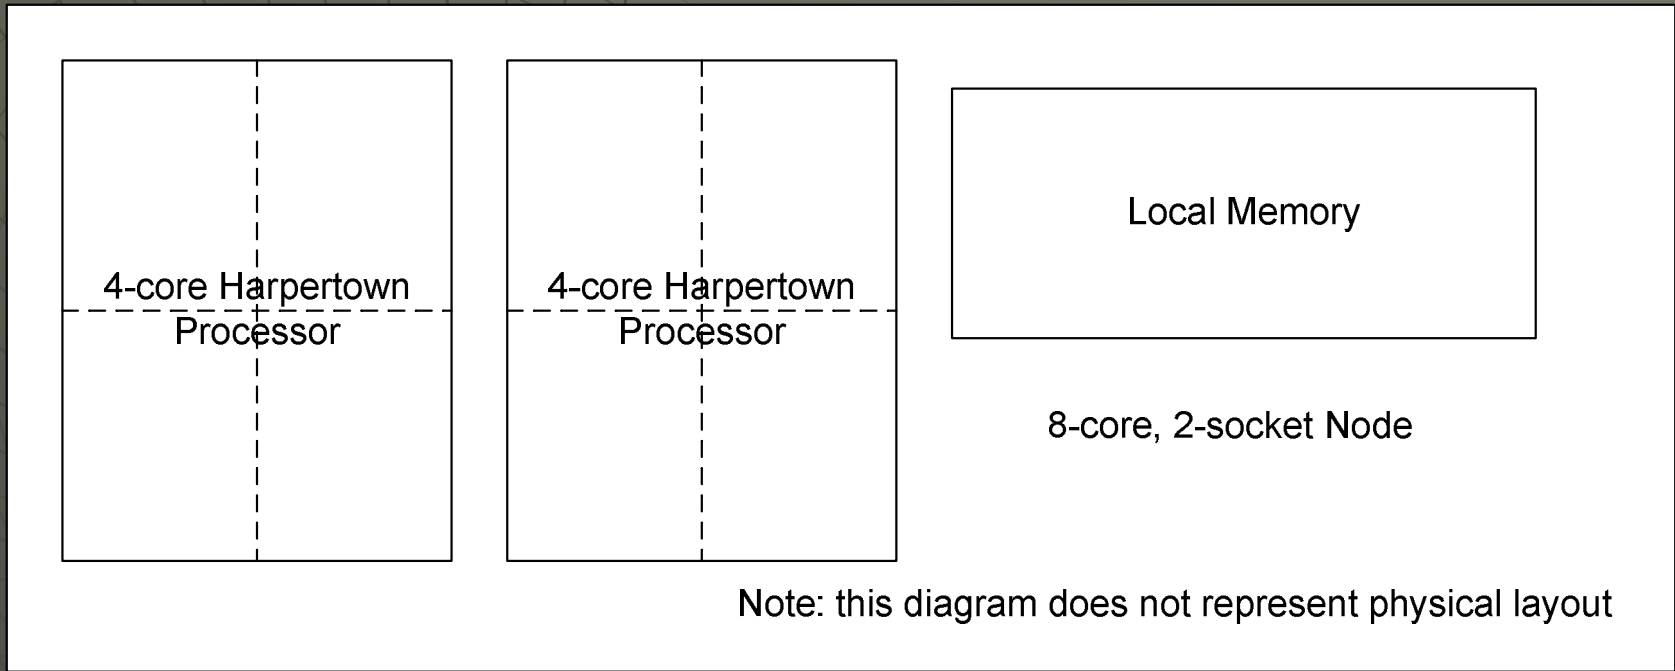 4-core Harpertown
Processor
4-core Harpertown
Processor
Local Memory
8-core, 2-socket Node
Note: this diagram does not represent physical layout